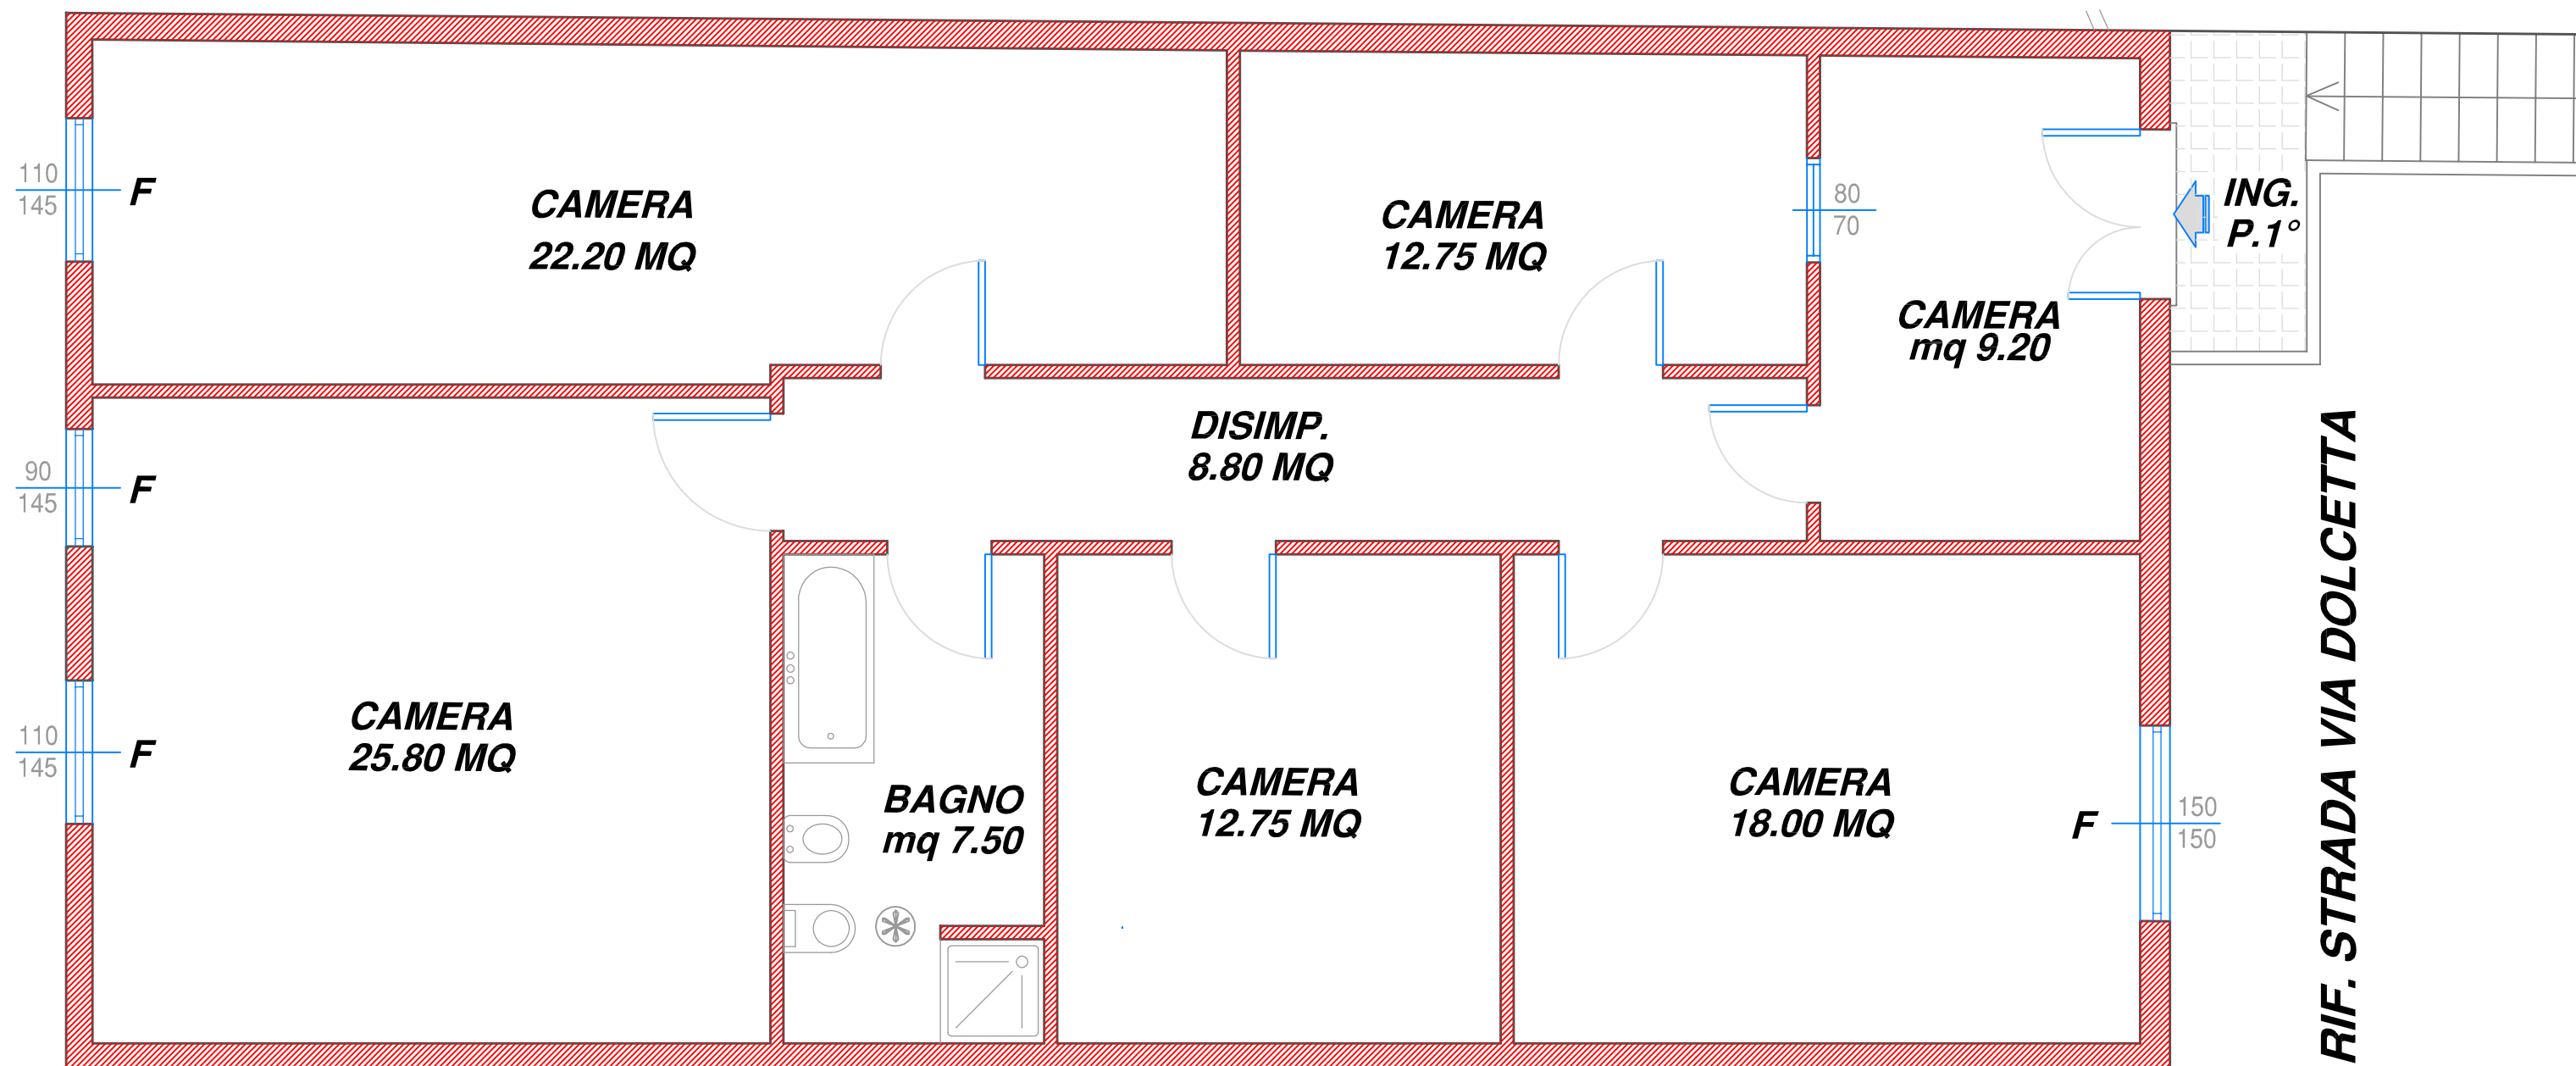 110
145
F
CAMERA
22.20 MQ
CAMERA
12.75 MQ
80
70
CAMERA
mq 9.20
ING.
P.1°
90
145
F
DISIMP.
8.80 MQ
110
145
F
CAMERA
25.80 MQ
BAGNO
mq 7.50
CAMERA
12.75 MQ
CAMERA
18.00 MQ
F
150
150
RIF. STRADA VIA DOLCETTA